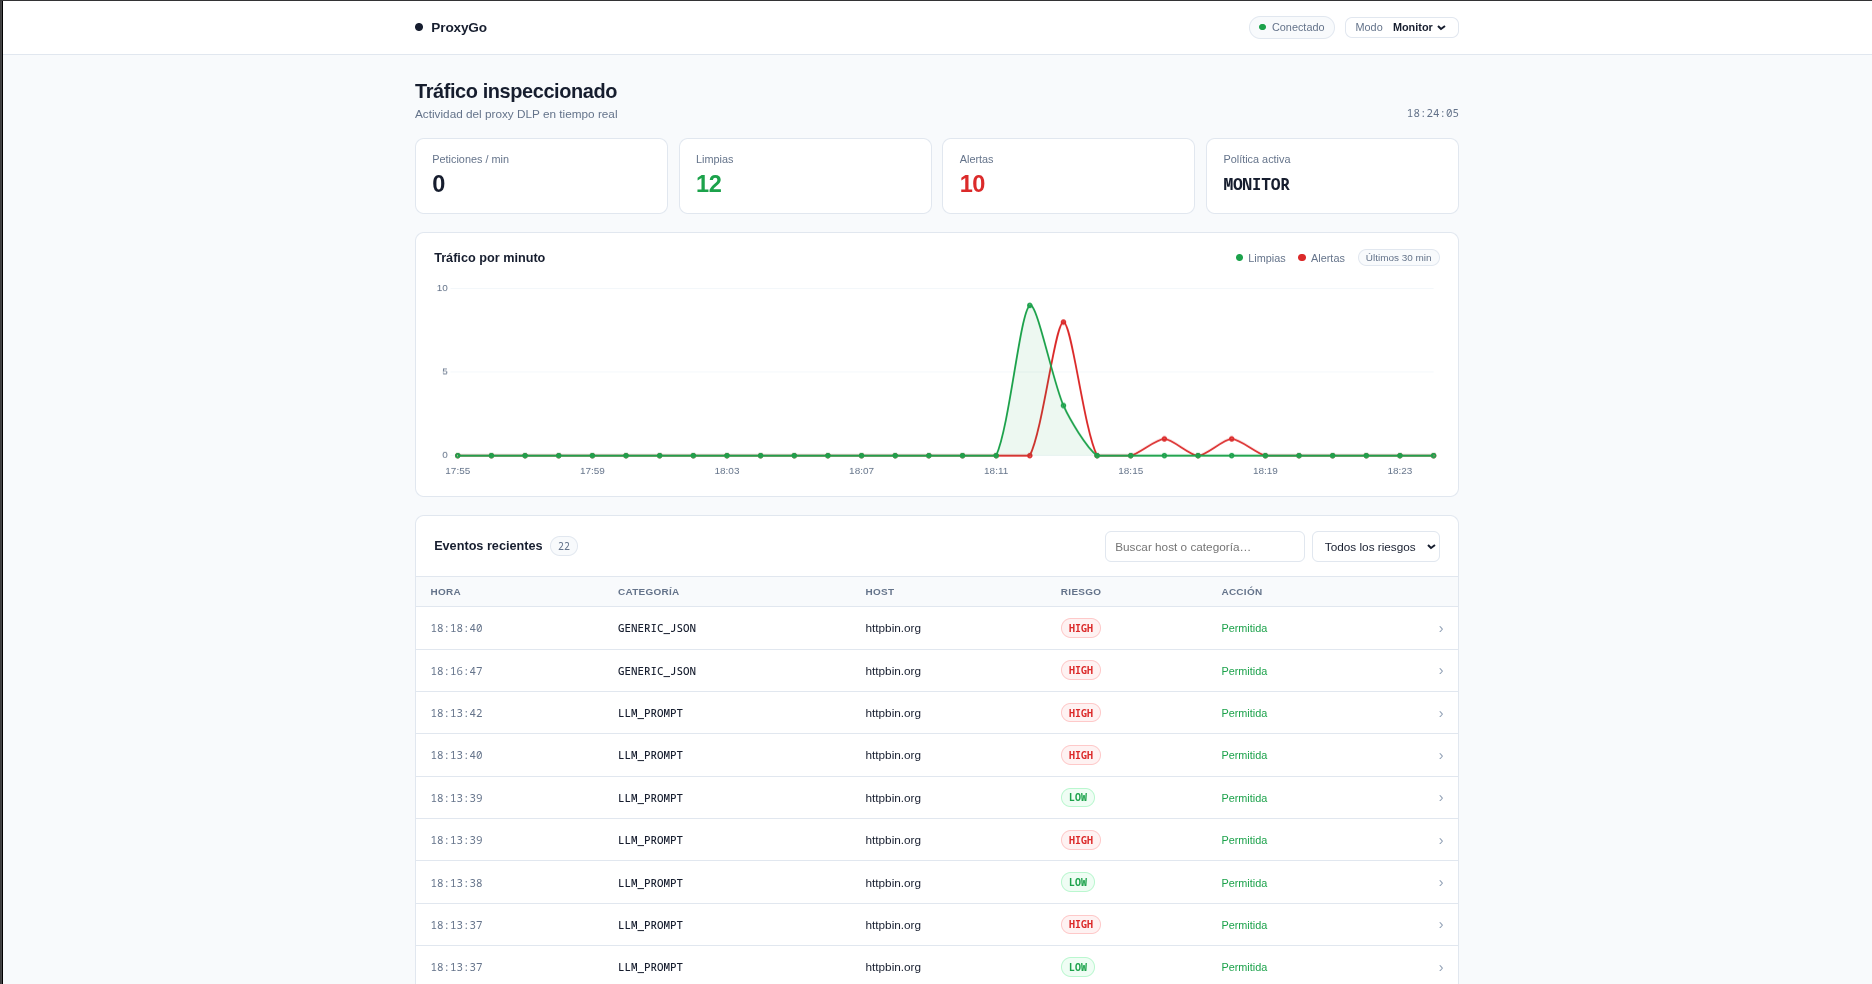 ProxyGo
Conectado
Modo Monitor
Tráfico inspeccionado
Actividad del proxy DLP en tiempo real
18:24:05
Peticiones / min
0
Limpias
12
Alertas
10
Política activa
MONITOR
Tráfico por minuto
Limpias
Alertas
Últimos 30 min
10
5
0
17:55 17:59 18:03 18:07 18:11 18:15 18:19 18:23
Eventos recientes 22
Buscar host o categoría…
Todos los riesgos
HORA CATEGORÍA HOST RIESGO ACCIÓN
18:18:40 GENERIC_JSON httpbin.org HIGH Permitida ›
18:16:47 GENERIC_JSON httpbin.org HIGH Permitida ›
18:13:42 LLM_PROMPT httpbin.org HIGH Permitida ›
18:13:40 LLM_PROMPT httpbin.org HIGH Permitida ›
18:13:39 LLM_PROMPT httpbin.org LOW Permitida ›
18:13:39 LLM_PROMPT httpbin.org HIGH Permitida ›
18:13:38 LLM_PROMPT httpbin.org LOW Permitida ›
18:13:37 LLM_PROMPT httpbin.org HIGH Permitida ›
18:13:37 LLM_PROMPT httpbin.org LOW Permitida ›